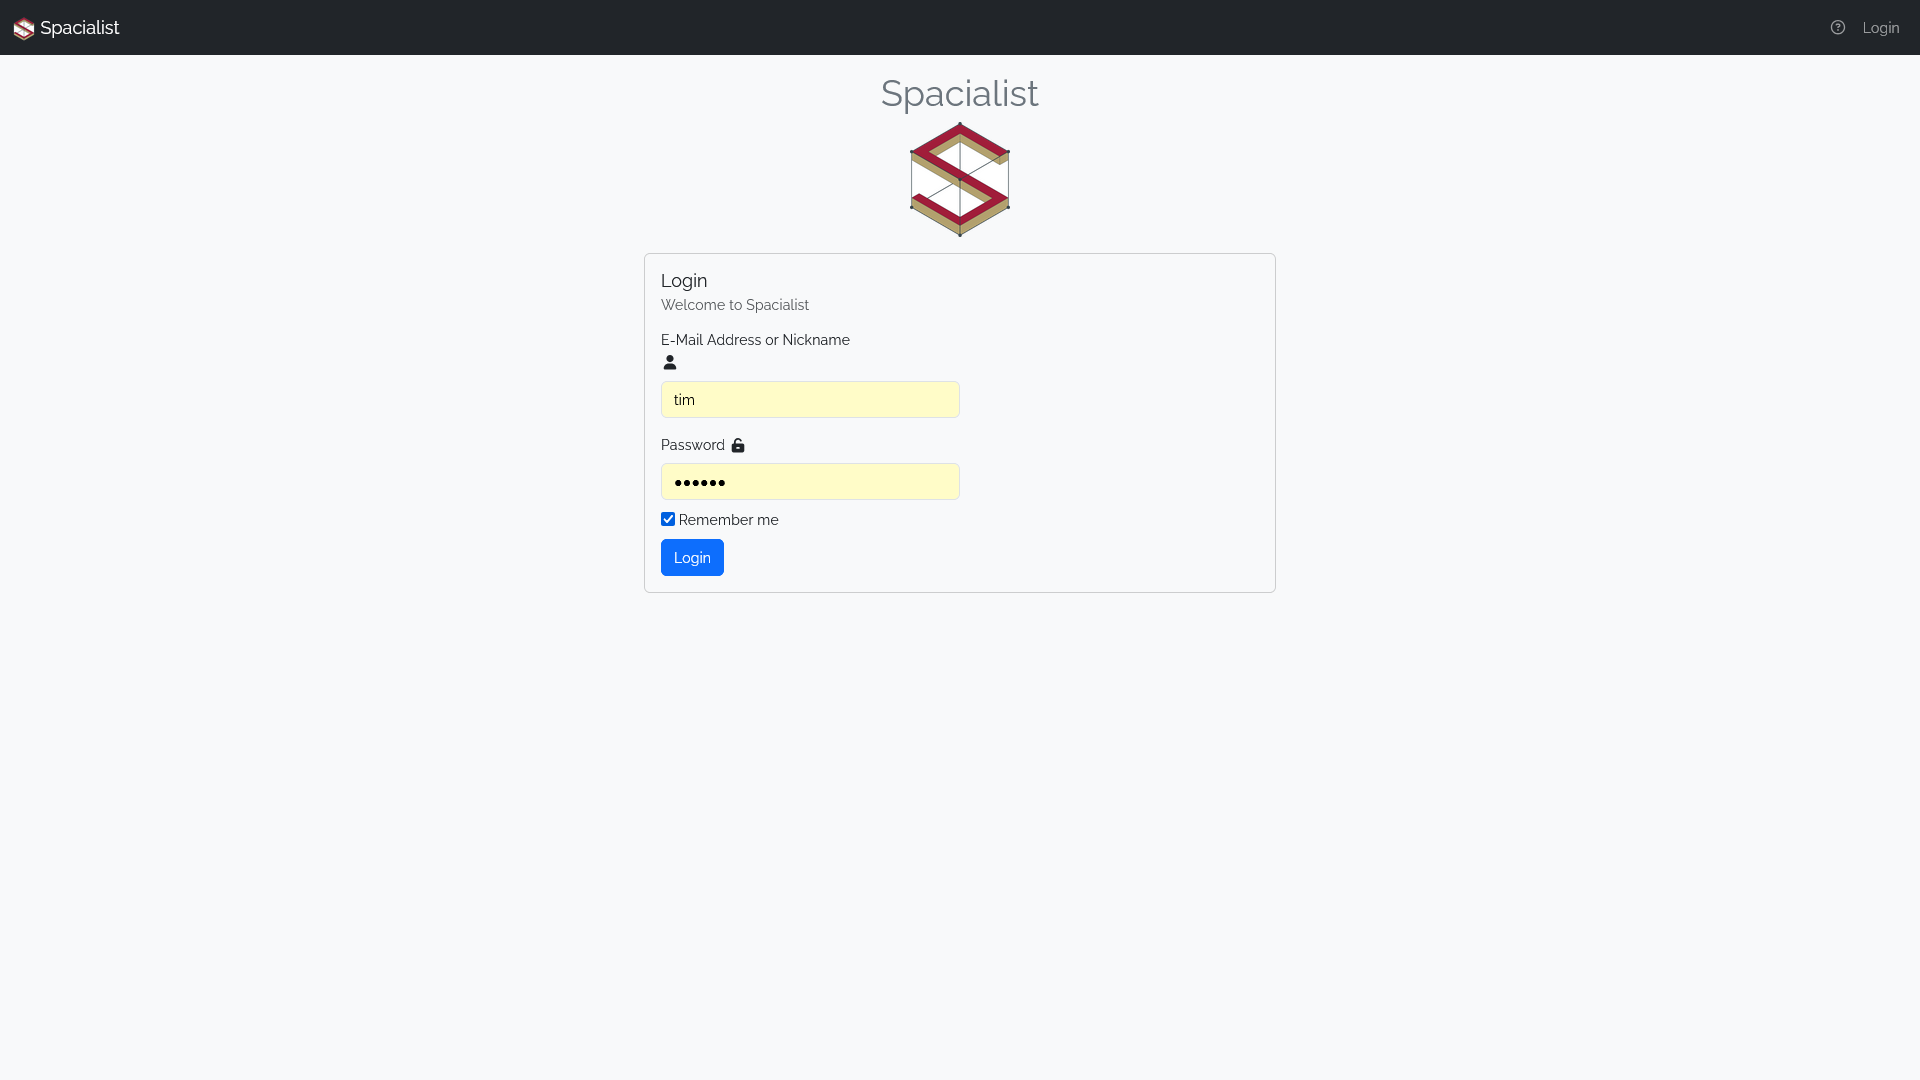 Spacialist
Login
Spacialist
Login
Welcome to Spacialist
E-Mail Address or Nickname
tim
Password
••••••
Remember me
Login